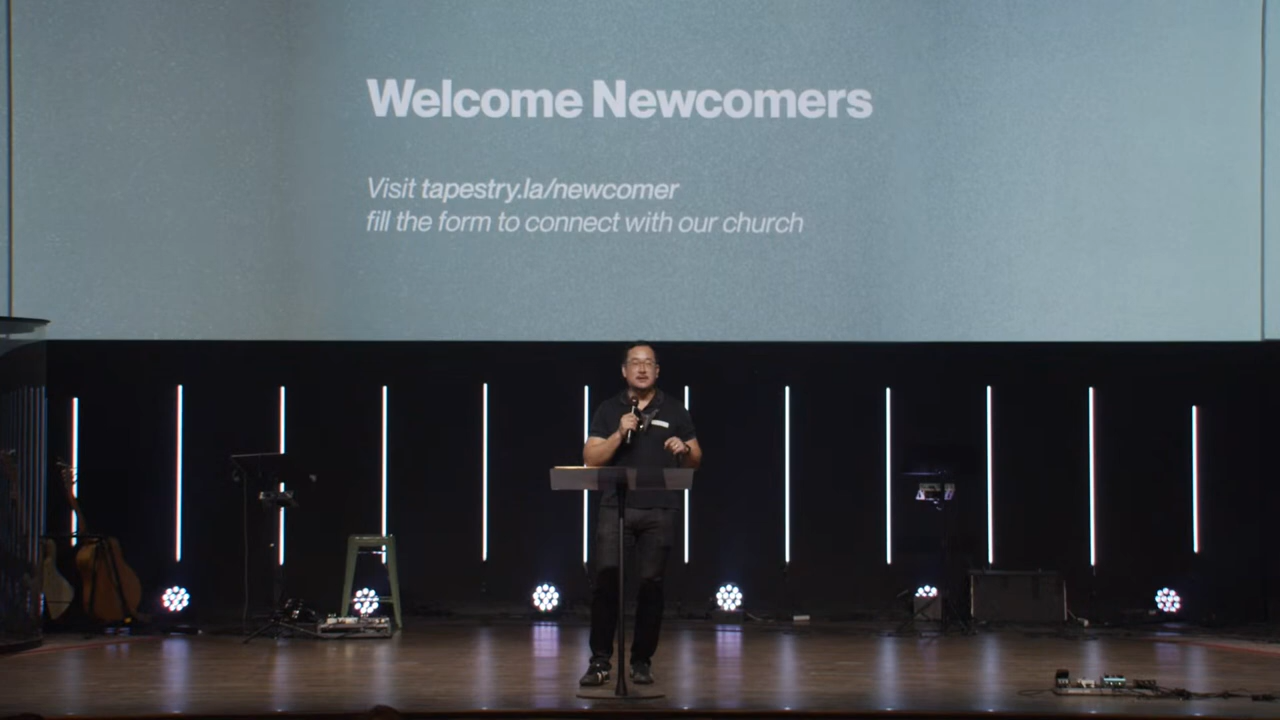 Welcome Newcomers
Visit tapestry.la/newcomer
fill the form to connect with our church